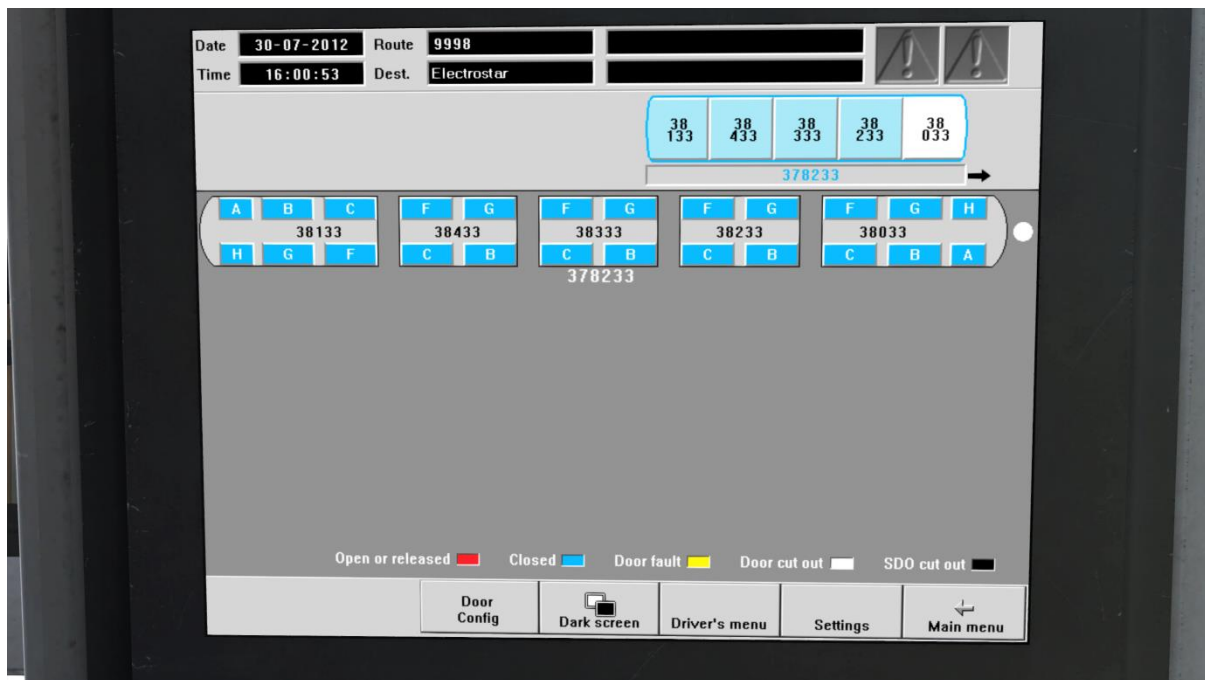 Date 30-07-2012 Route 9998
Time 16:00:53 Dest. Electrostar
38 133 38 433 38 333 38 233 38 033
378233
A B C F G F G F G F G H
38133 38433 38333 38233 38033
H G F C B C B C B C B A
378233
Open or released Closed Door fault Door cut out SDO cut out
Door Config Dark screen Driver's menu Settings Main menu